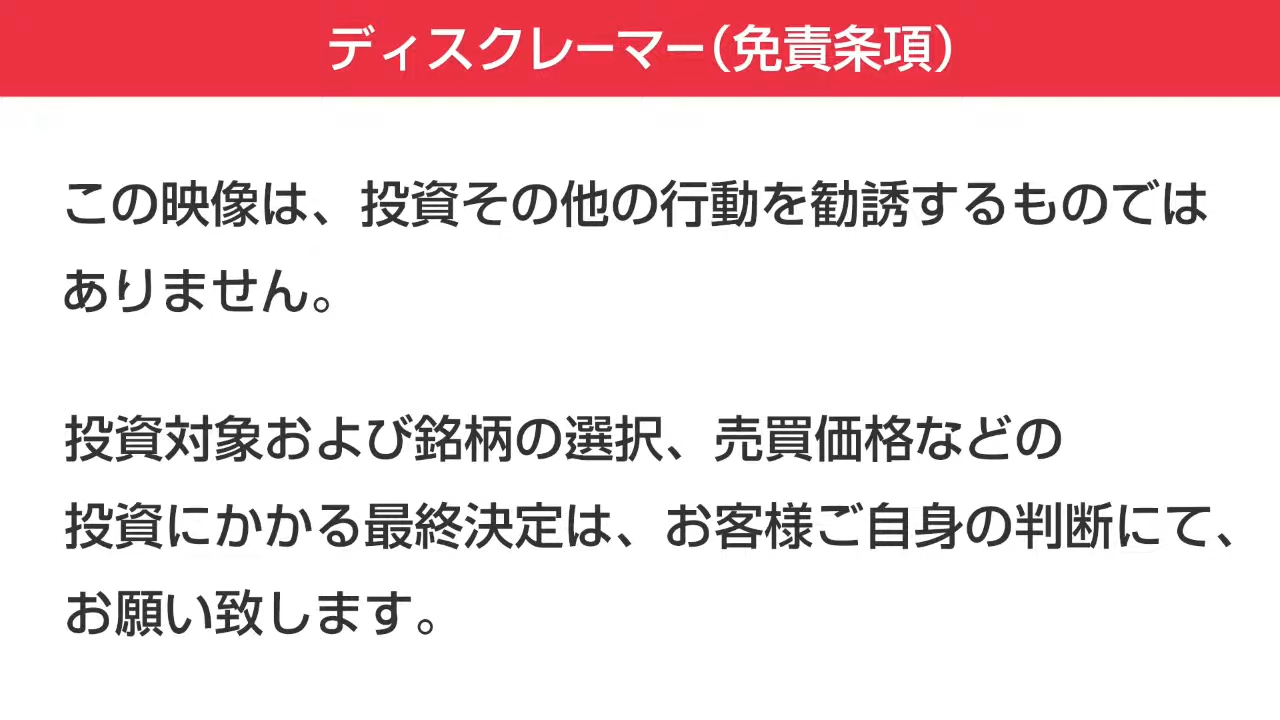 ディスクレーマー(免責条項)
この映像は、投資その他の行動を勧誘するものでは
ありません。
投資対象および銘柄の選択、売買価格などの
投資にかかる最終決定は、お客様ご自身の判断にて、
お願い致します。